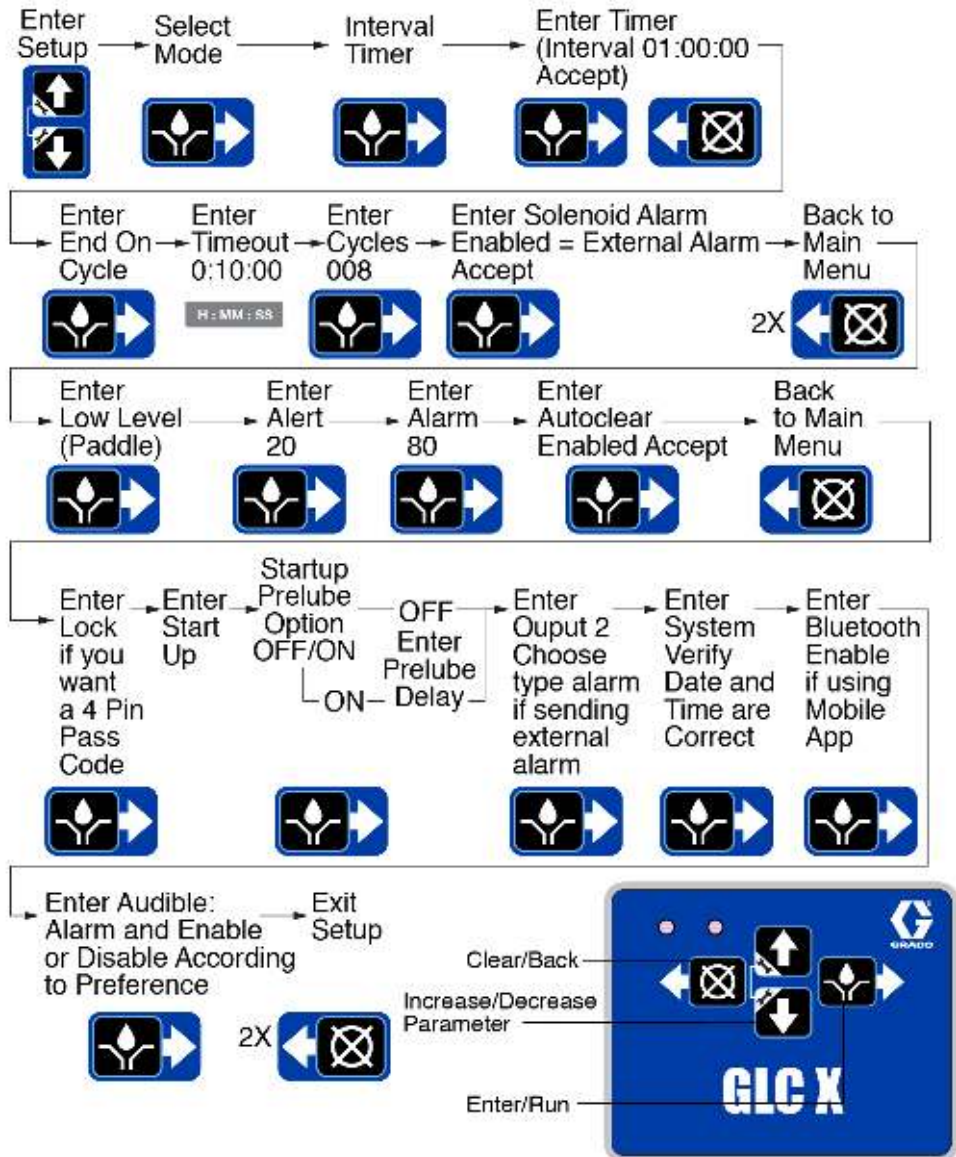 Enter
Setup
Select
Mode
Interval
Timer
Enter Timer
(Interval 01:00:00
Accept)
Enter
End On
Cycle
Enter
Timeout
0:10:00
H : MM : SS
Enter
Cycles
008
Enter Solenoid Alarm
Enabled = External Alarm
Accept
Back to
Main
Menu
2X
Enter
Low Level
(Paddle)
Enter
Alert
20
Enter
Alarm
80
Enter
Autoclear
Enabled Accept
Back
to Main
Menu
Enter
Lock
if you
want
a 4 Pin
Pass
Code
Enter
Start
Up
Startup
Prelube
Option
OFF/ON
OFF
ON
Enter
Prelube
Delay
Enter
Ouput 2
Choose
type alarm
if sending
external
alarm
Enter
System
Verify
Date and
Time are
Correct
Enter
Bluetooth
Enable
if using
Mobile
App
Enter Audible:
Alarm and Enable
or Disable According
to Preference
Exit
Setup
2X
Clear/Back
Increase/Decrease
Parameter
Enter/Run
G
GRACO
GLC X